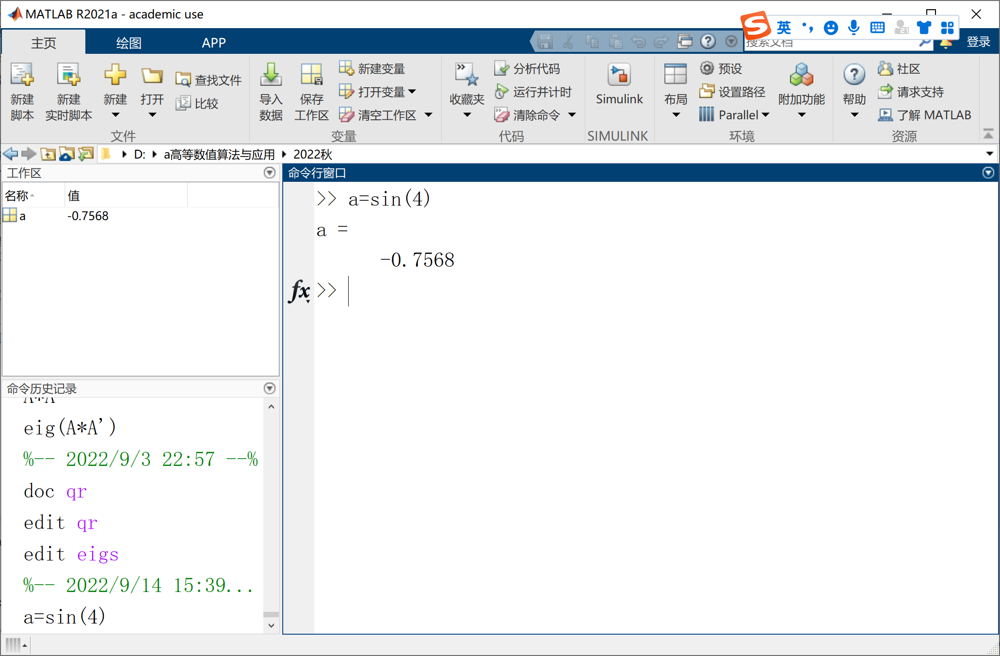 MATLAB R2021a - academic use
英
主页 绘图 APP 搜索文档 登录
新建 脚本
新建 实时脚本
新建
打开
查找文件
比较
导入 数据
保存 工作区
新建变量
打开变量
清空工作区
收藏夹
分析代码
运行并计时
清除命令
Simulink
布局
预设
设置路径
Parallel
附加功能
帮助
社区
请求支持
了解 MATLAB
文件 变量 代码 SIMULINK 环境 资源
D: a高等数值算法与应用 2022秋
工作区
名称 值
a -0.7568
命令历史记录
eig(A*A')
%-- 2022/9/3 22:57 --%
doc qr
edit qr
edit eigs
%-- 2022/9/14 15:39...
a=sin(4)
命令行窗口
>> a=sin(4)
a =
-0.7568
fx >>